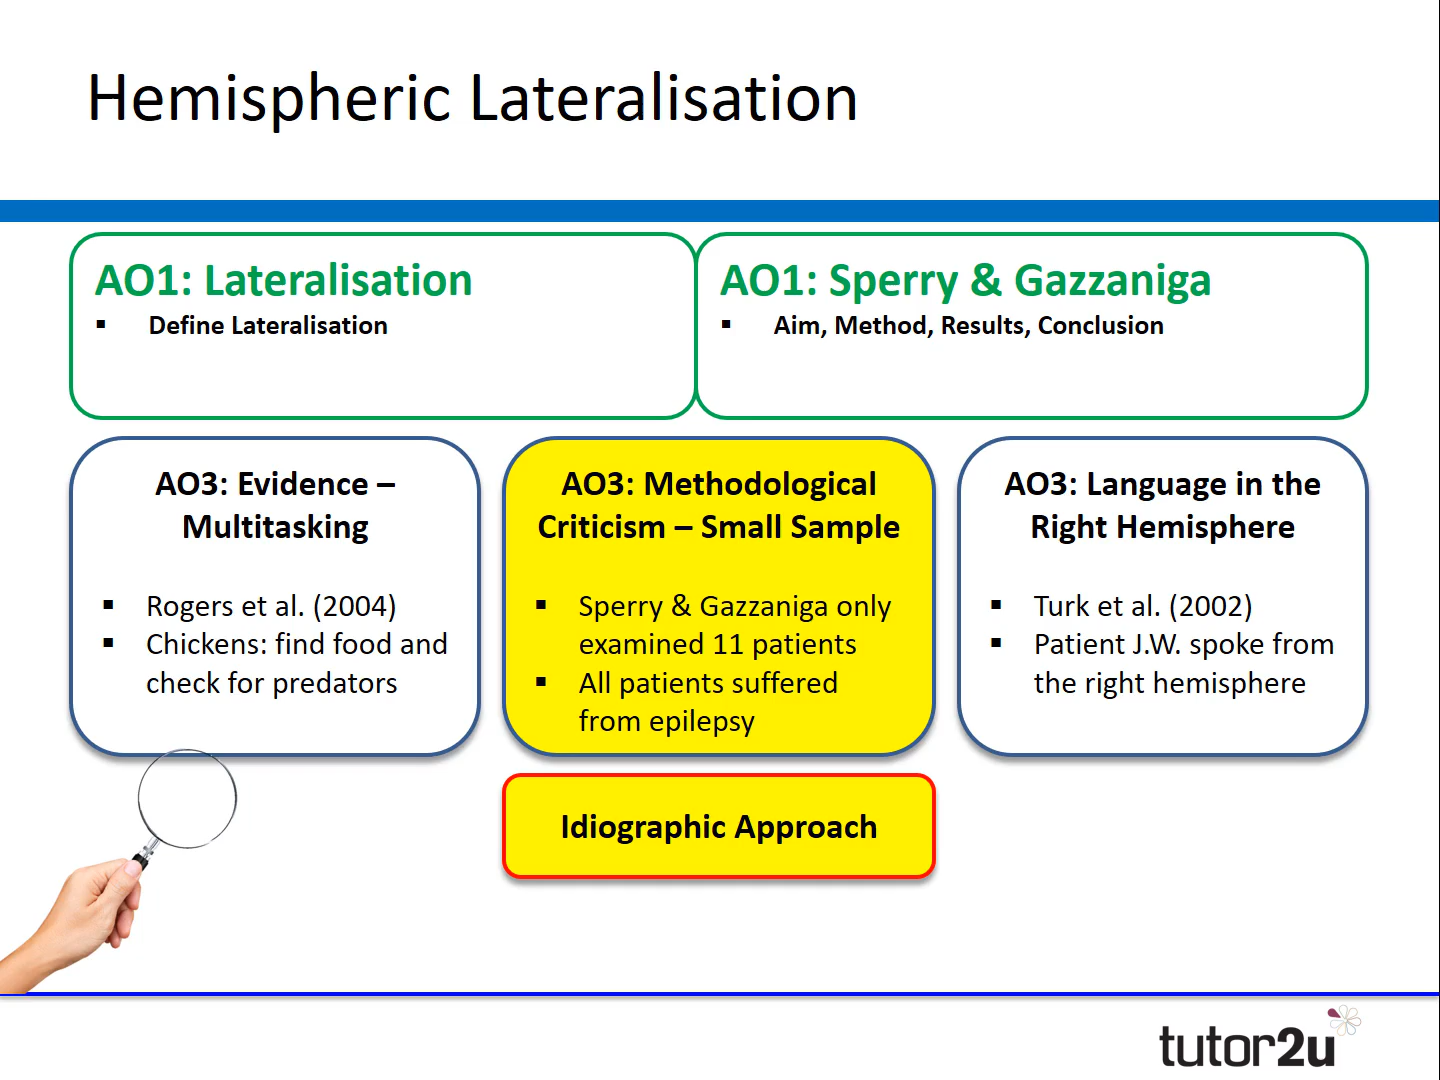 Hemispheric Lateralisation
AO1: Lateralisation
▪ Define Lateralisation
AO1: Sperry & Gazzaniga
▪ Aim, Method, Results, Conclusion
AO3: Evidence –
Multitasking
▪ Rogers et al. (2004)
▪ Chickens: find food and
check for predators
AO3: Methodological
Criticism – Small Sample
▪ Sperry & Gazzaniga only
examined 11 patients
▪ All patients suffered
from epilepsy
AO3: Language in the
Right Hemisphere
▪ Turk et al. (2002)
▪ Patient J.W. spoke from
the right hemisphere
Idiographic Approach
tutor2u